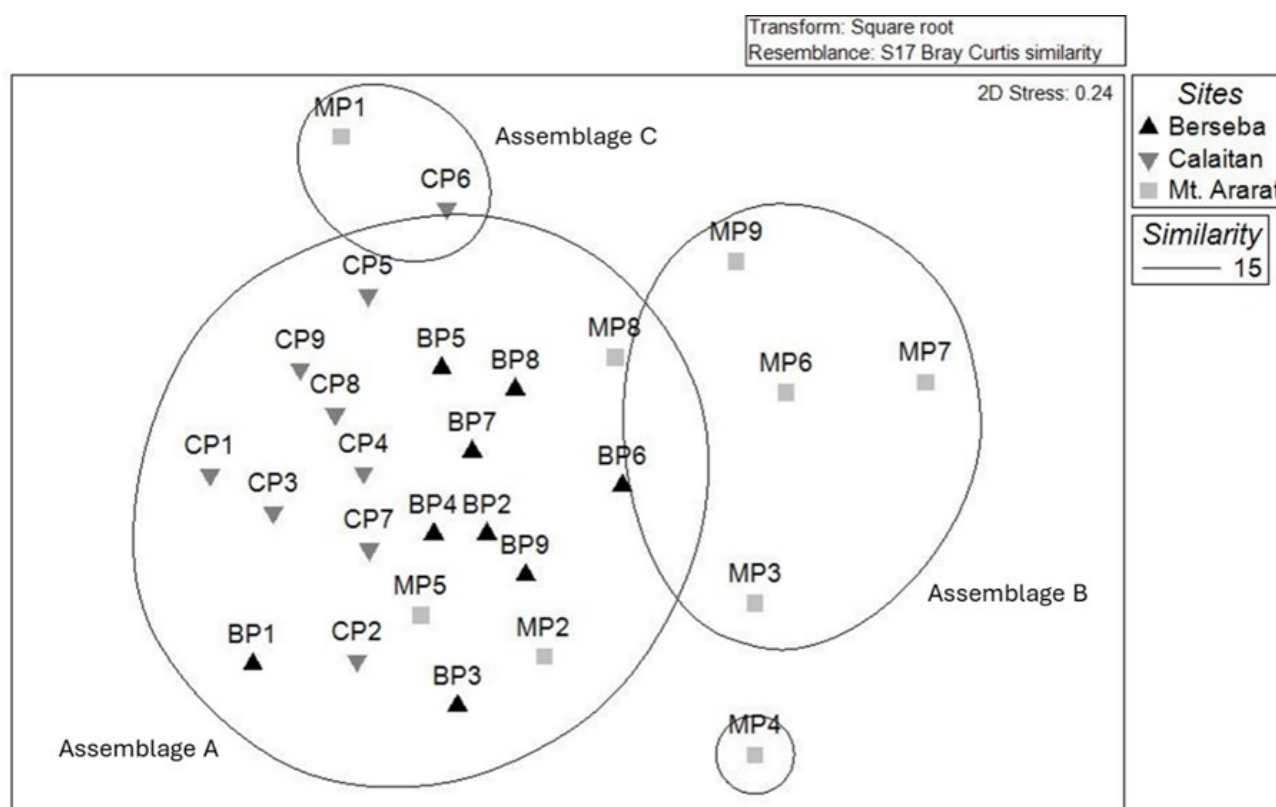 Transform: Square root
Resemblance: S17 Bray Curtis similarity
2D Stress: 0.24
Sites
Berseba
Calaitan
Mt. Ararat
Similarity
15
MP1
Assemblage C
CP6
MP9
CP5
MP8
CP9
BP5
BP8
MP6
MP7
CP8
BP7
CP1
CP4
BP6
CP3
BP4
BP2
CP7
BP9
MP5
MP3
Assemblage B
BP1
CP2
MP2
BP3
MP4
Assemblage A